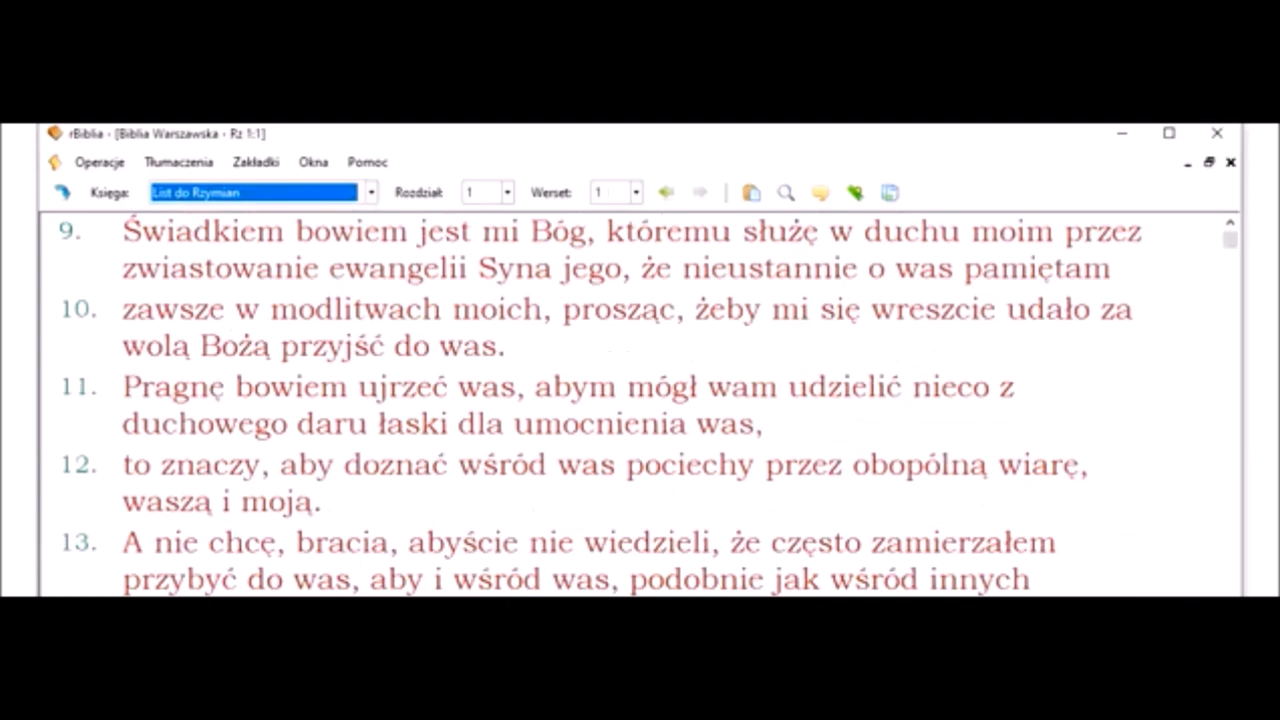 rBiblia - [Biblia Warszawska - Rz 1:1]
Operacje Tłumaczenia Zakładki Okna Pomoc
Księga: List do Rzymian Rozdział: 1 Werset: 1
9. Świadkiem bowiem jest mi Bóg, któremu służę w duchu moim przez
zwiastowanie ewangelii Syna jego, że nieustannie o was pamiętam
10. zawsze w modlitwach moich, prosząc, żeby mi się wreszcie udało za
wolą Bożą przyjść do was.
11. Pragnę bowiem ujrzeć was, abym mógł wam udzielić nieco z
duchowego daru łaski dla umocnienia was,
12. to znaczy, aby doznać wśród was pociechy przez obopólną wiarę,
waszą i moją.
13. A nie chcę, bracia, abyście nie wiedzieli, że często zamierzałem
przybyć do was, aby i wśród was, podobnie jak wśród innych